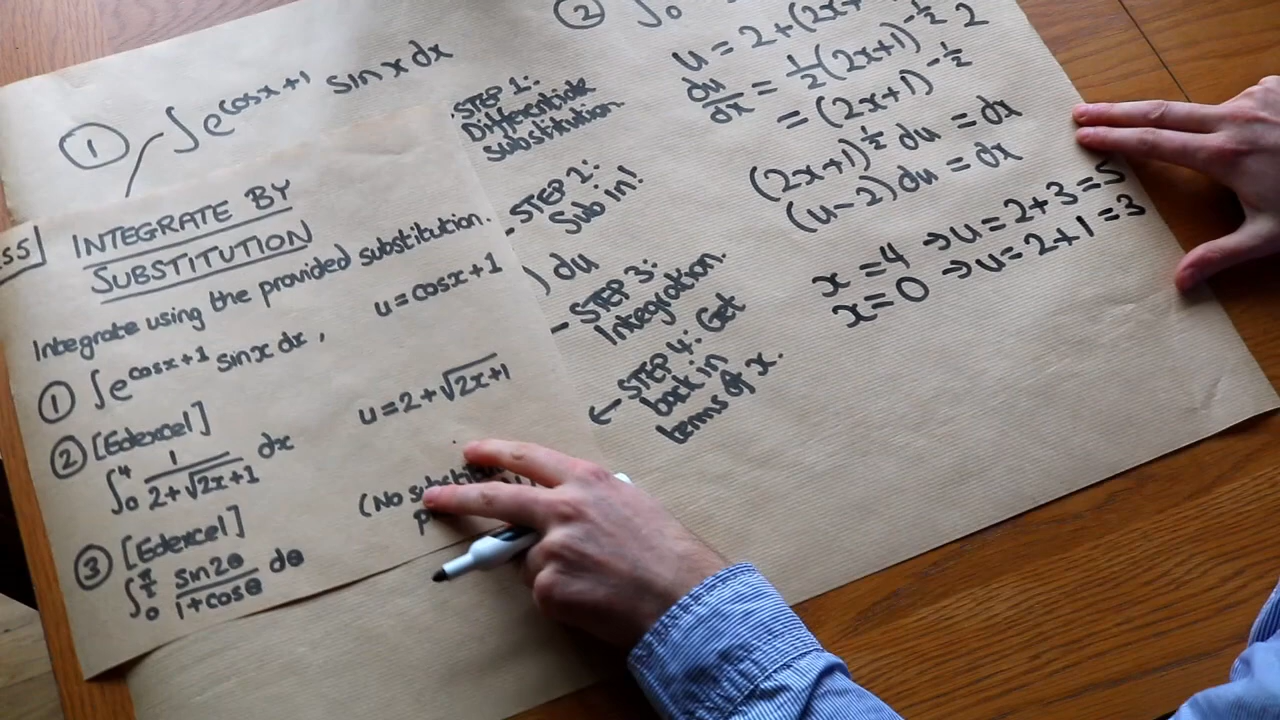 ① ∫e^(cosx+1) sinx dx
STEP 1:
Differentiate
substitution.
- STEP 2:
Sub in!
) du
- STEP 3:
Integration.
← STEP 4: Get
back in
terms of x.
② ∫₀
u = 2+(2x+
du/dx = ½(2x+1)^(-½) 2
= (2x+1)^(-½)
(2x+1)^(½) du = dx
(u-2) du = dx
x = 4 → u = 2+3 = 5
x = 0 → u = 2+1 = 3
INTEGRATE BY
SUBSTITUTION
Integrate using the provided substitution.
① ∫e^(cosx+1) sinx dx, u = cosx+1
② [Edexcel]
∫₀⁴ 1/(2+√(2x+1)) dx u = 2+√(2x+1)
③ [Edexcel] (No
∫₀^(π/2) sin2θ/(1+cosθ) dθ